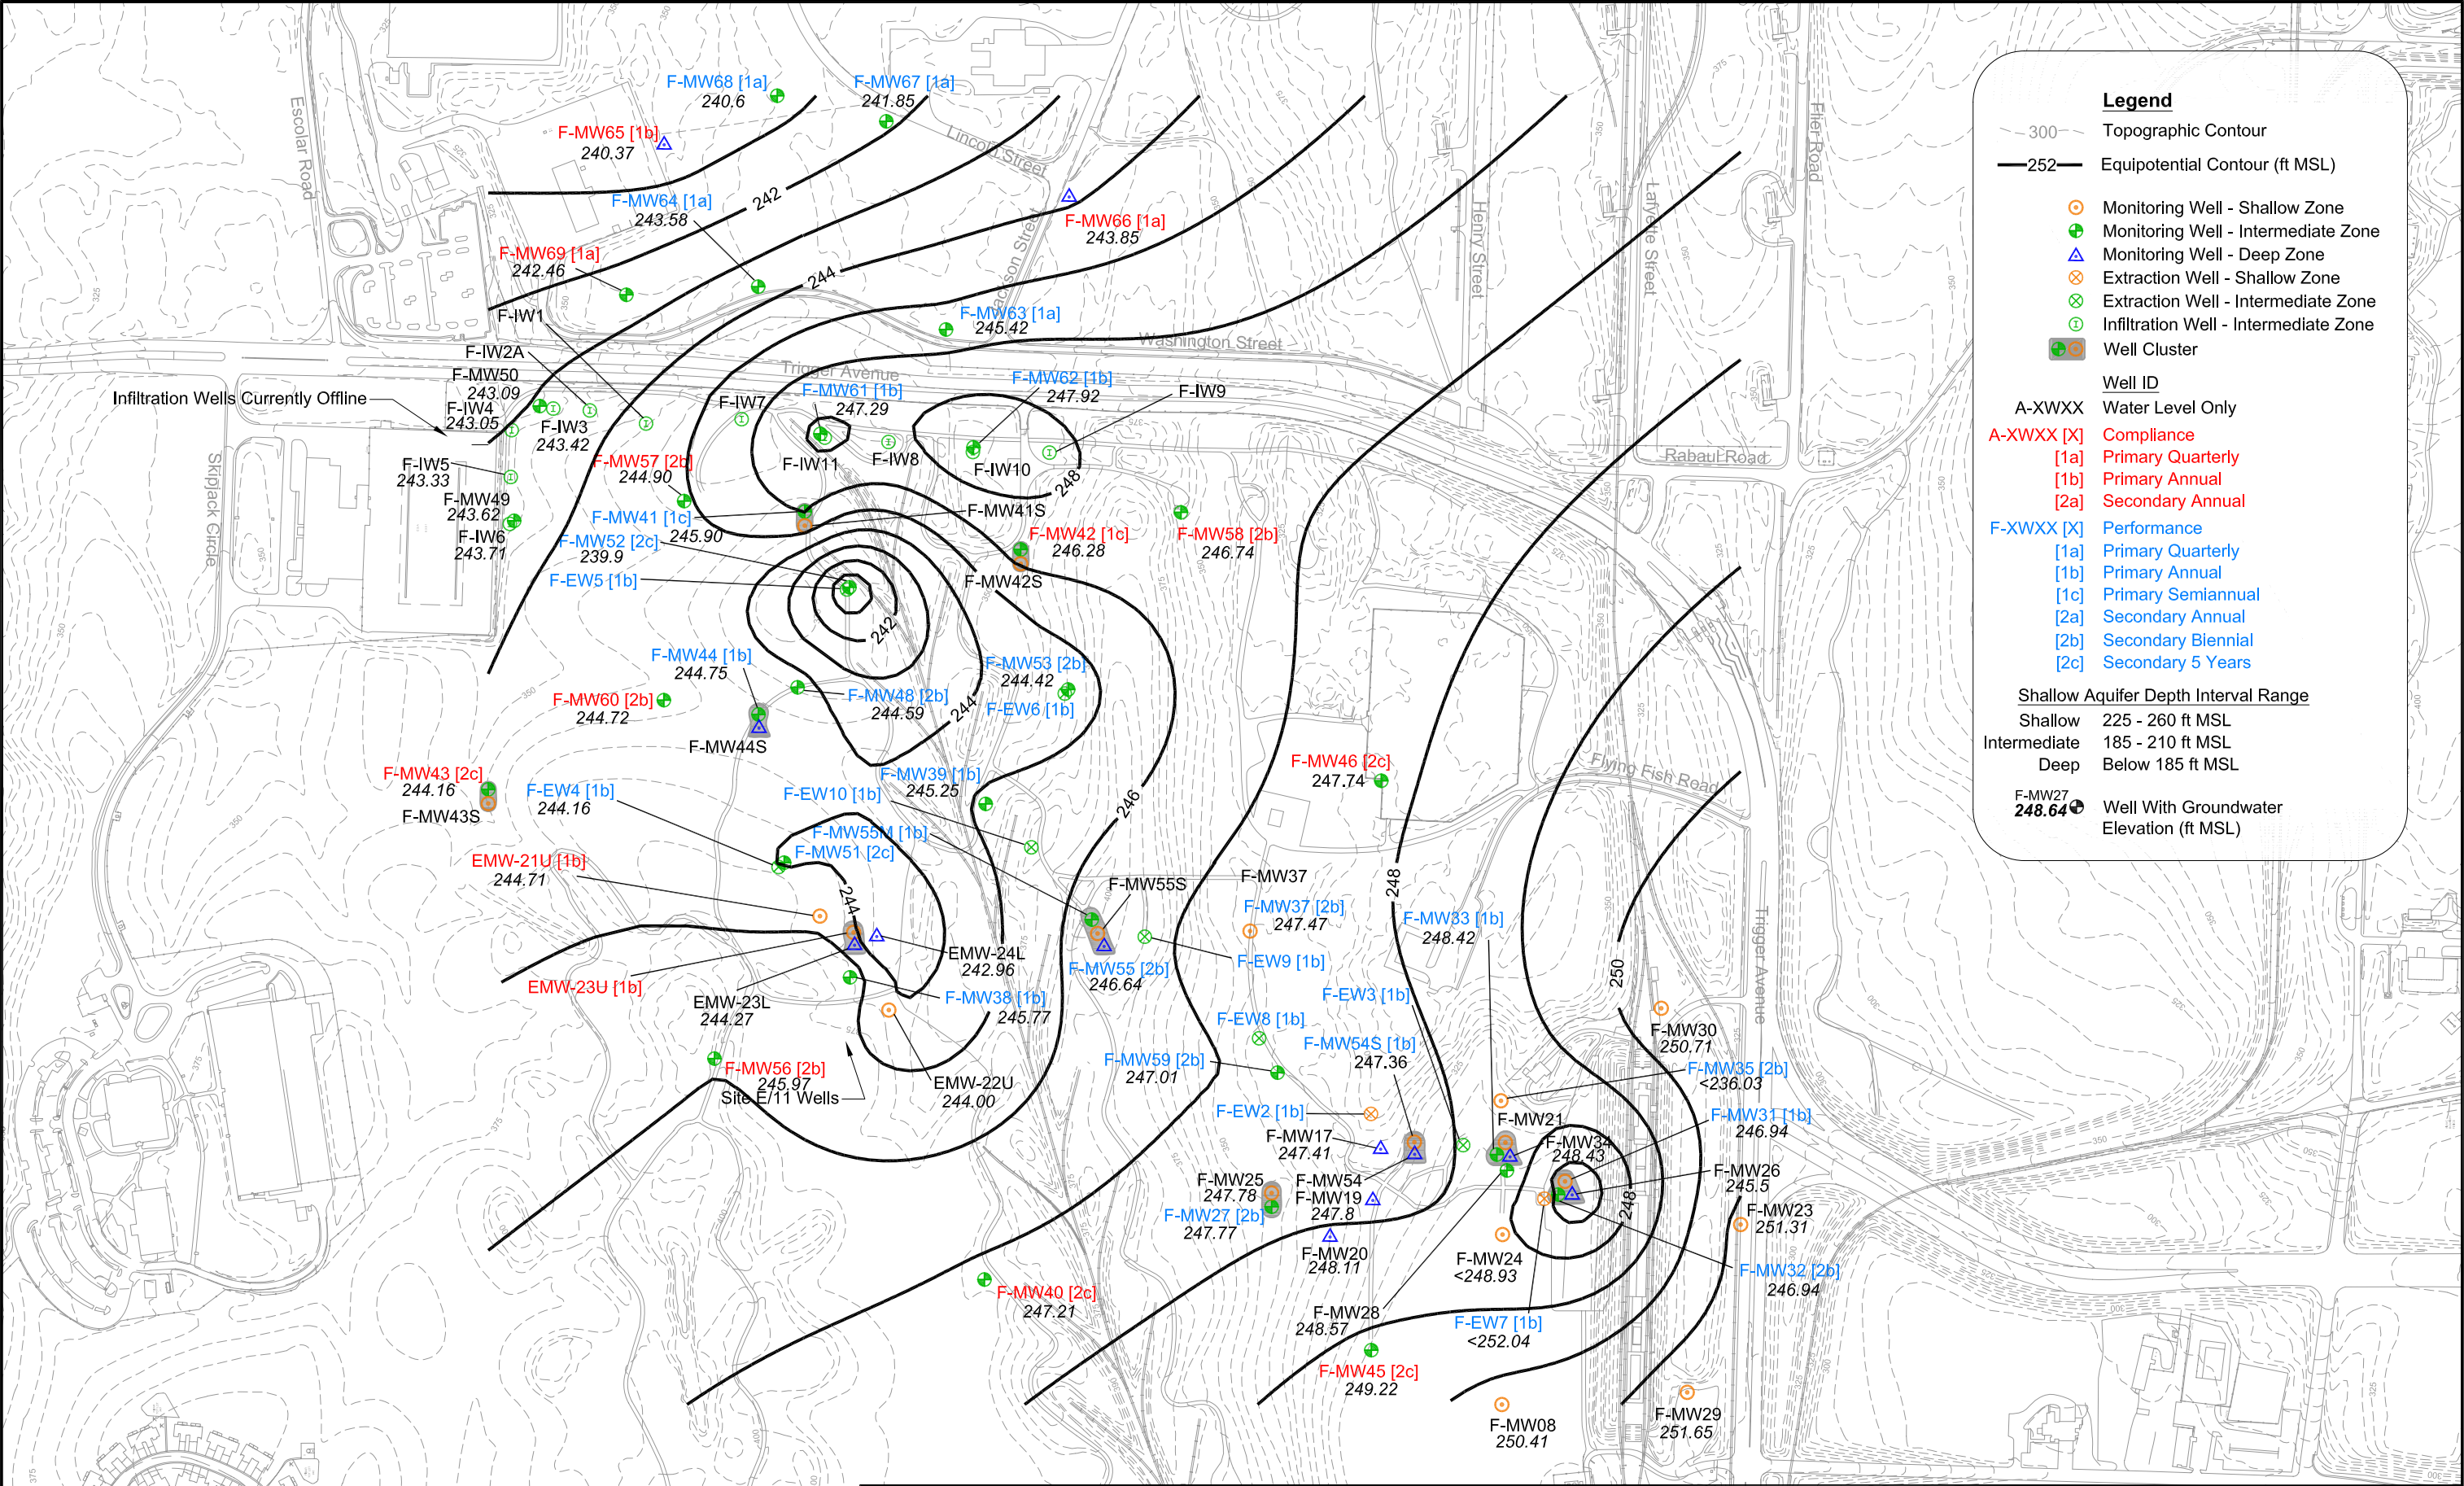 F-MW68 [1a]
240.6
F-MW67 [1a]
241.85
F-MW65 [1b]
240.37
Lincoln Street
Escolar Road
F-MW64 [1a]
243.58
242
F-MW66 [1a]
243.85
Jackson Street
Henry Street
Lafyette Street
Flier Road
F-MW69 [1a]
242.46
244
F-IW1
F-MW63 [1a]
245.42
Washington Street
F-IW2A
Trigger Avenue
F-MW50
243.09
F-MW61 [1b]
247.29
F-MW62 [1b]
247.92
F-IW9
Infiltration Wells Currently Offline
F-IW4
243.05
F-IW3
243.42
F-IW7
F-IW11
F-IW8
F-IW10
248
Rabaul Road
Skipjack Circle
F-IW5
243.33
F-MW57 [2b]
244.90
F-MW49
243.62
F-IW6
243.71
F-MW41 [1c]
245.90
F-MW41S
F-MW52 [2c]
239.9
F-MW42 [1c]
246.28
F-MW58 [2b]
246.74
F-EW5 [1b]
F-MW42S
242
F-MW44 [1b]
244.75
F-MW53 [2b]
244.42
F-EW6 [1b]
F-MW60 [2b]
244.72
F-MW48 [2b]
244.59
244
F-MW44S
F-MW43 [2c]
244.16
F-MW43S
F-EW4 [1b]
244.16
F-MW39 [1b]
245.25
F-EW10 [1b]
246
F-MW46 [2c]
247.74
Flying Fish Road
F-MW55M [1b]
F-MW51 [2c]
EMW-21U [1b]
244.71
244
F-MW55S
F-MW37
F-MW37 [2b]
247.47
248
F-MW33 [1b]
248.42
Trigger Avenue
EMW-24L
242.96
F-MW55 [2b]
246.64
F-EW9 [1b]
250
EMW-23U [1b]
EMW-23L
244.27
F-MW38 [1b]
245.77
F-EW3 [1b]
F-EW8 [1b]
F-MW54S [1b]
247.36
F-MW30
250.71
F-MW56 [2b]
245.97
Site E/11 Wells
EMW-22U
244.00
F-MW59 [2b]
247.01
F-MW35 [2b]
<236.03
F-EW2 [1b]
F-MW21
F-MW31 [1b]
246.94
F-MW17
247.41
F-MW34
248.43
F-MW25
247.78
F-MW54
F-MW19
247.8
F-MW26
245.5
F-MW27 [2b]
247.77
248
F-MW23
251.31
F-MW20
248.11
F-MW24
<248.93
F-MW32 [2b]
246.94
F-MW40 [2c]
247.21
F-MW28
248.57
F-EW7 [1b]
<252.04
F-MW45 [2c]
249.22
F-MW08
250.41
F-MW29
251.65
Legend
300 Topographic Contour
252 Equipotential Contour (ft MSL)
Monitoring Well - Shallow Zone
Monitoring Well - Intermediate Zone
Monitoring Well - Deep Zone
Extraction Well - Shallow Zone
Extraction Well - Intermediate Zone
Infiltration Well - Intermediate Zone
Well Cluster
Well ID
A-XWXX Water Level Only
A-XWXX [X] Compliance
[1a] Primary Quarterly
[1b] Primary Annual
[2a] Secondary Annual
F-XWXX [X] Performance
[1a] Primary Quarterly
[1b] Primary Annual
[1c] Primary Semiannual
[2a] Secondary Annual
[2b] Secondary Biennial
[2c] Secondary 5 Years
Shallow Aquifer Depth Interval Range
Shallow 225 - 260 ft MSL
Intermediate 185 - 210 ft MSL
Deep Below 185 ft MSL
F-MW27
248.64 Well With Groundwater
Elevation (ft MSL)